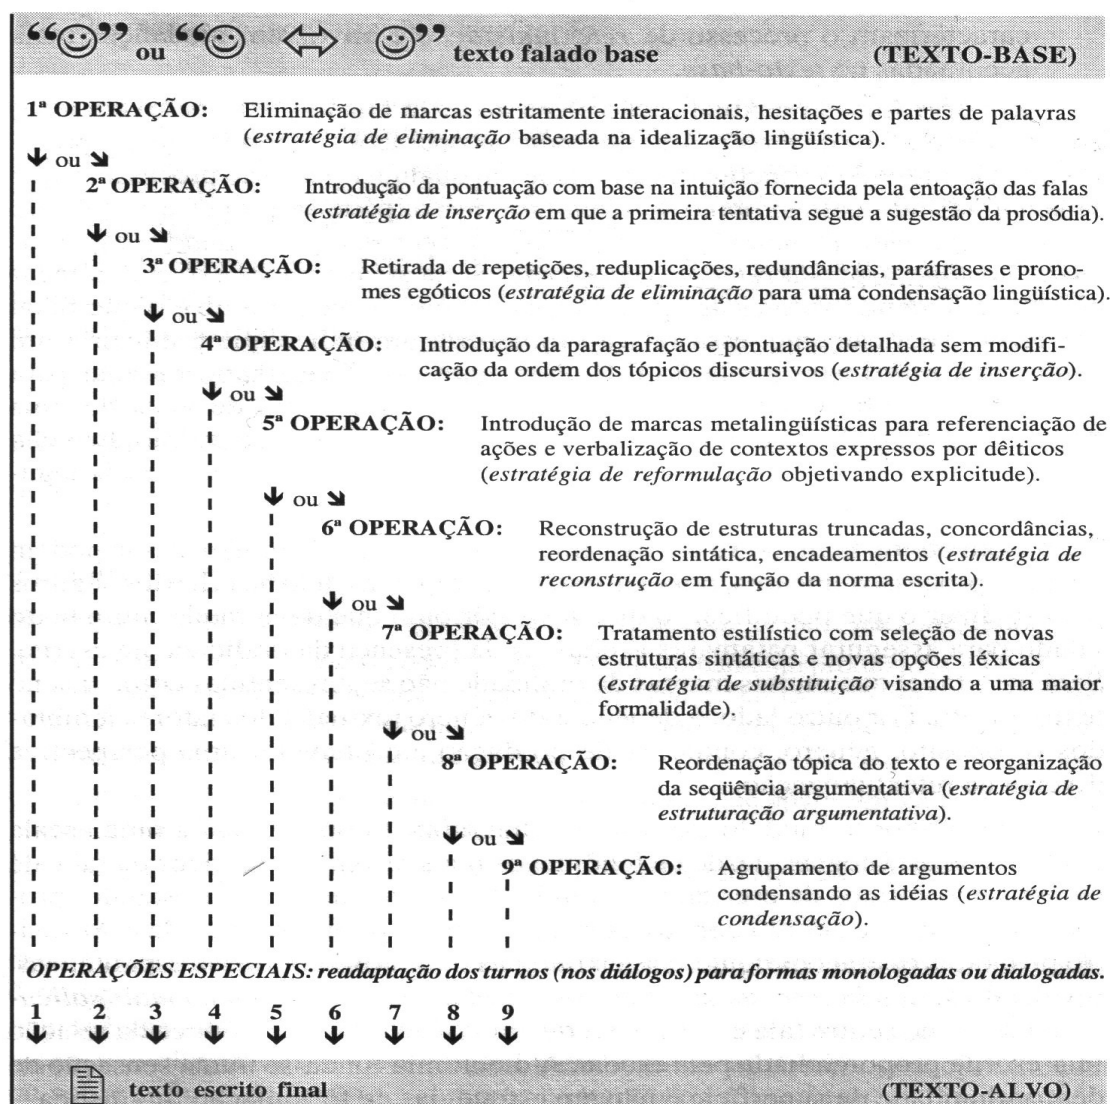 “☺” ou “☺ ⇔ ☺” texto falado base (TEXTO-BASE)
1ª OPERAÇÃO: Eliminação de marcas estritamente interacionais, hesitações e partes de palavras
(estratégia de eliminação baseada na idealização lingüística).
🡻 ou 🡾
2ª OPERAÇÃO: Introdução da pontuação com base na intuição fornecida pela entoação das falas
(estratégia de inserção em que a primeira tentativa segue a sugestão da prosódia).
🡻 ou 🡾
3ª OPERAÇÃO: Retirada de repetições, reduplicações, redundâncias, paráfrases e prono-
mes egóticos (estratégia de eliminação para uma condensação lingüística).
🡻 ou 🡾
4ª OPERAÇÃO: Introdução da paragrafação e pontuação detalhada sem modifi-
cação da ordem dos tópicos discursivos (estratégia de inserção).
🡻 ou 🡾
5ª OPERAÇÃO: Introdução de marcas metalingüísticas para referenciação de
ações e verbalização de contextos expressos por dêiticos
(estratégia de reformulação objetivando explicitude).
🡻 ou 🡾
6ª OPERAÇÃO: Reconstrução de estruturas truncadas, concordâncias,
reordenação sintática, encadeamentos (estratégia de
reconstrução em função da norma escrita).
🡻 ou 🡾
7ª OPERAÇÃO: Tratamento estilístico com seleção de novas
estruturas sintáticas e novas opções léxicas
(estratégia de substituição visando a uma maior
formalidade).
🡻 ou 🡾
8ª OPERAÇÃO: Reordenação tópica do texto e reorganização
da seqüência argumentativa (estratégia de
estruturação argumentativa).
🡻 ou 🡾
9ª OPERAÇÃO: Agrupamento de argumentos
condensando as idéias (estratégia de
condensação).
OPERAÇÕES ESPECIAIS: readaptação dos turnos (nos diálogos) para formas monologadas ou dialogadas.
1 2 3 4 5 6 7 8 9
texto escrito final (TEXTO-ALVO)